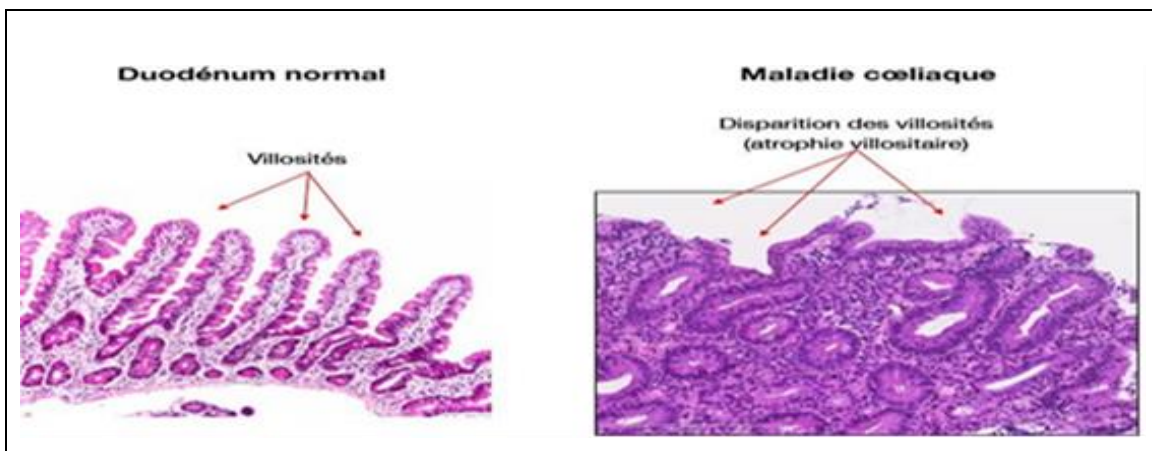 Duodénum normal
Villosités
Maladie cœliaque
Disparition des villosités
(atrophie villositaire)